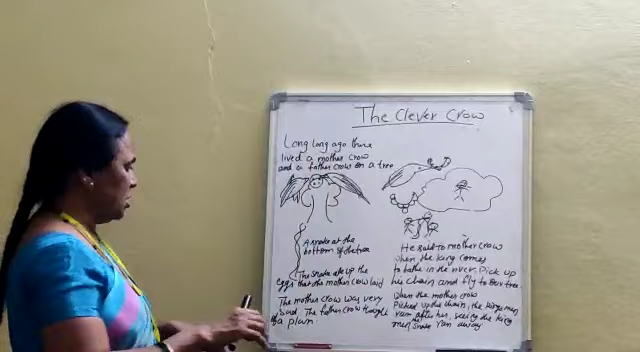 The Clever Crow
Long long ago there
lived a mother crow
and a father crow on a tree
A snake at the
bottom of the tree
The Snake ate up the
eggs that the mother crow laid
The mother crow was very
Sad. The father crow thought
of a plan.
He said to mother crow
when the king comes
to bathe in the river. Pick up
his chain and fly to our tree.
When the mother crow
Picked up the chain, the kings men
ran after her, seeing the king
men the snake run away